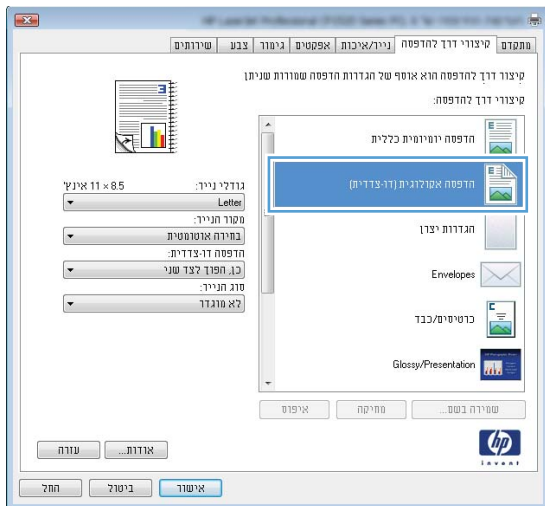 מתקדם קיצורי דרך להדפסה נייר/איכות אפקטים גימור צבע שירותים
קיצור דרך להדפסה הוא אוסף של הגדרות הדפסה שמורות שניתן
קיצורי דרך להדפסה:
הדפסה יומיומית כללית
הדפסה אקולוגית (דו-צדדית)
הגדרות יצרן
Envelopes
כרטיסים/כבד
Glossy/Presentation
שמירה בשם... מחיקה איפוס
גודלי נייר: 8.5 × 11 אינץ'
Letter
מקור הנייר:
בחירה אוטומטית
הדפסה דו-צדדית:
כן, הפוך לצד שני
סוג הנייר:
לא מוגדר
אודות... עזרה
hp
invent
אישור ביטול החל